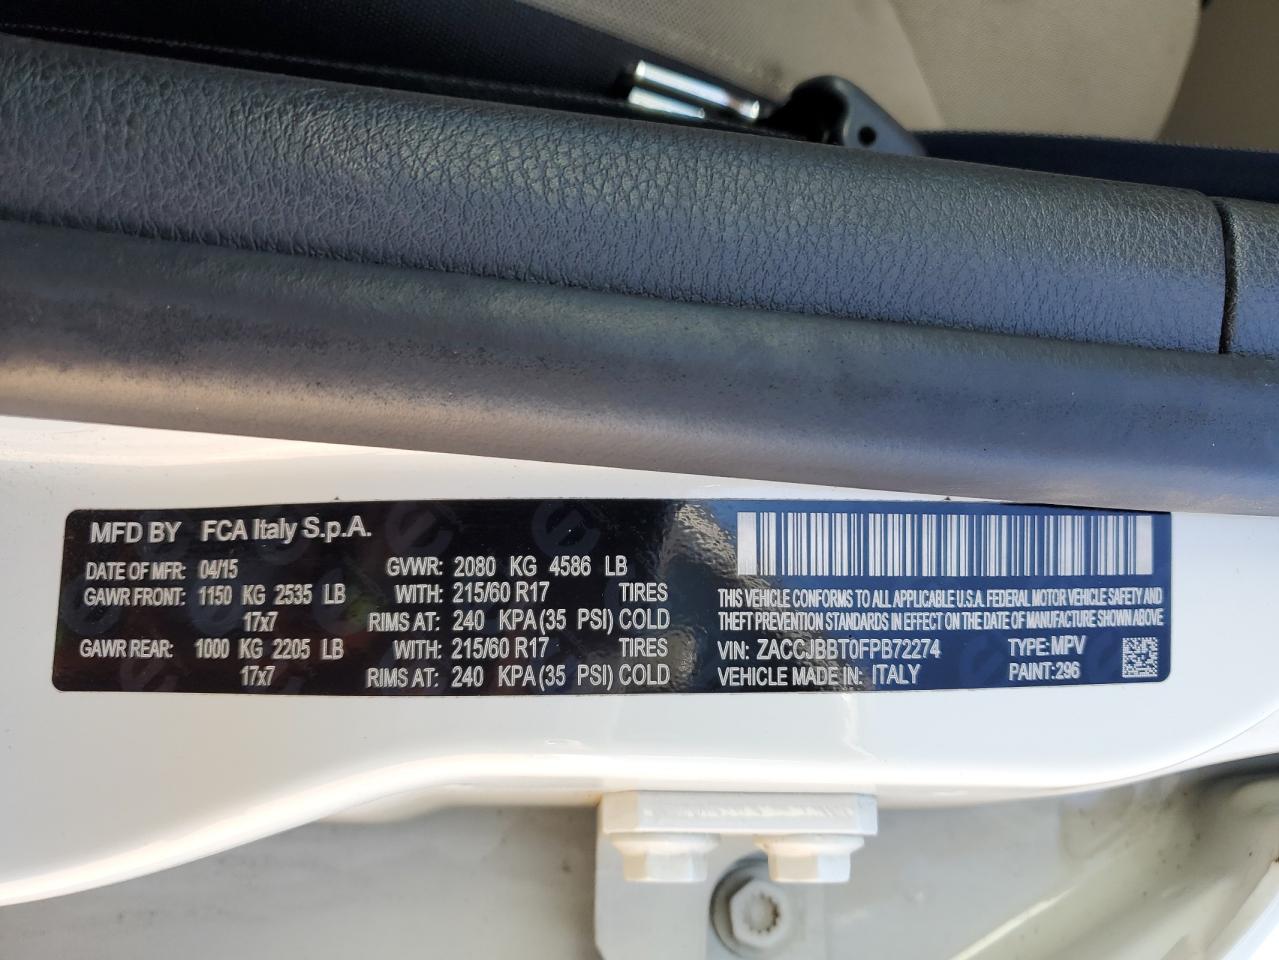 MFD BY FCA Italy S.p.A.
DATE OF MFR: 04/15 GVWR: 2080 KG 4586 LB
GAWR FRONT: 1150 KG 2535 LB WITH: 215/60 R17 TIRES
17x7 RIMS AT: 240 KPA (35 PSI) COLD
GAWR REAR: 1000 KG 2205 LB WITH: 215/60 R17 TIRES
17x7 RIMS AT: 240 KPA (35 PSI) COLD
THIS VEHICLE CONFORMS TO ALL APPLICABLE U.S.A. FEDERAL MOTOR VEHICLE SAFETY AND
THEFT PREVENTION STANDARDS IN EFFECT ON THE DATE OF MANUFACTURE SHOWN ABOVE
VIN: ZACCJBBT0FPB72274 TYPE: MPV
VEHICLE MADE IN: ITALY PAINT: 296